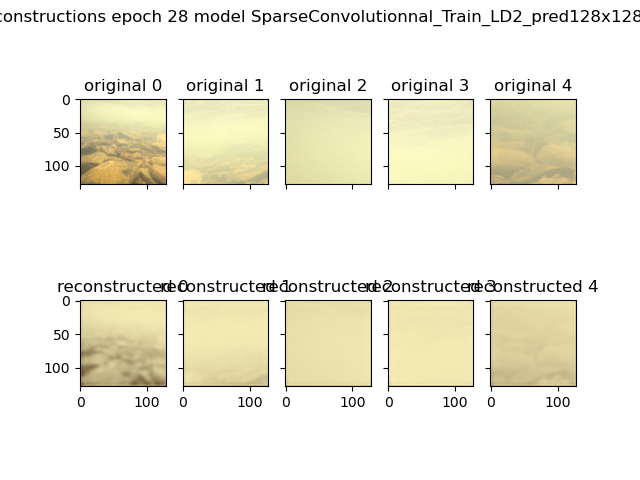 constructions epoch 28 model SparseConvolutionnal_Train_LD2_pred128x128
original 0 original 1 original 2 original 3 original 4
0
50
100
reconstructed 0 reconstructed 1 reconstructed 2 reconstructed 3 reconstructed 4
0
50
100
0 100 0 100 0 100 0 100 0 100